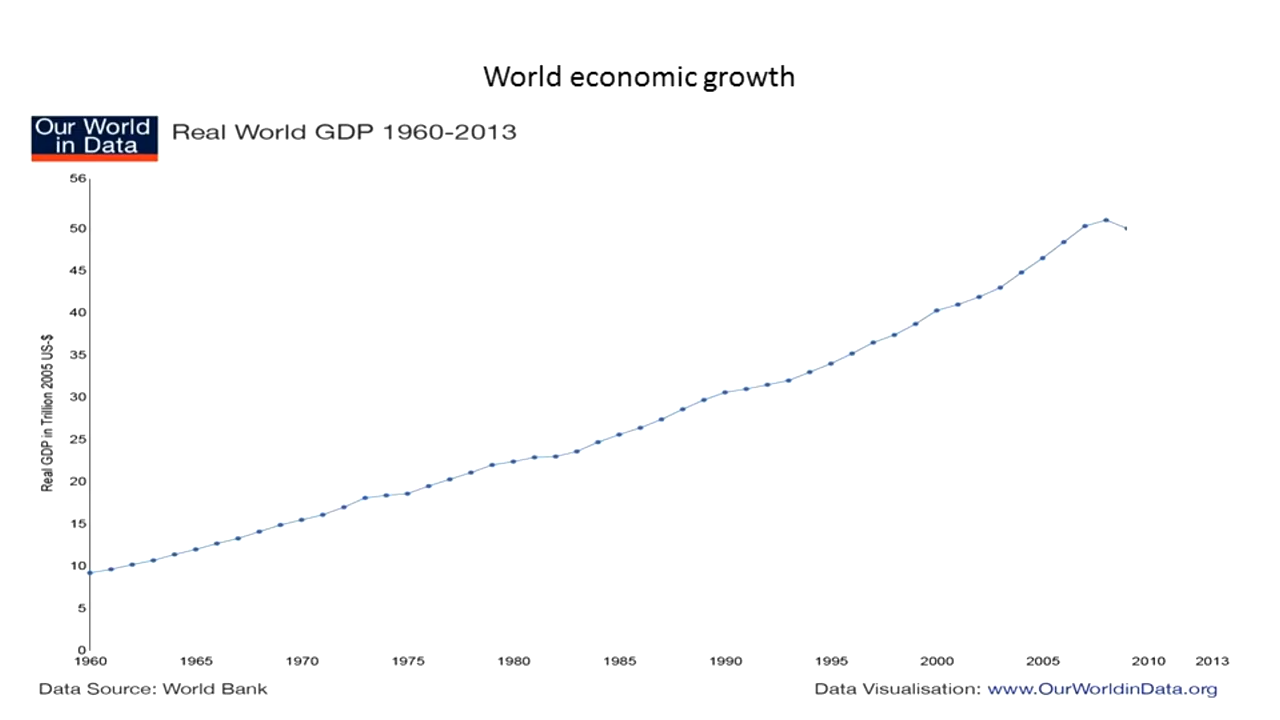 World economic growth
Our World
in Data
Real World GDP 1960-2013
56
50
45
40
35
30
25
20
15
10
5
0
Real GDP in Trillion 2005 US-$
1960 1965 1970 1975 1980 1985 1990 1995 2000 2005 2010 2013
Data Source: World Bank
Data Visualisation: www.OurWorldinData.org